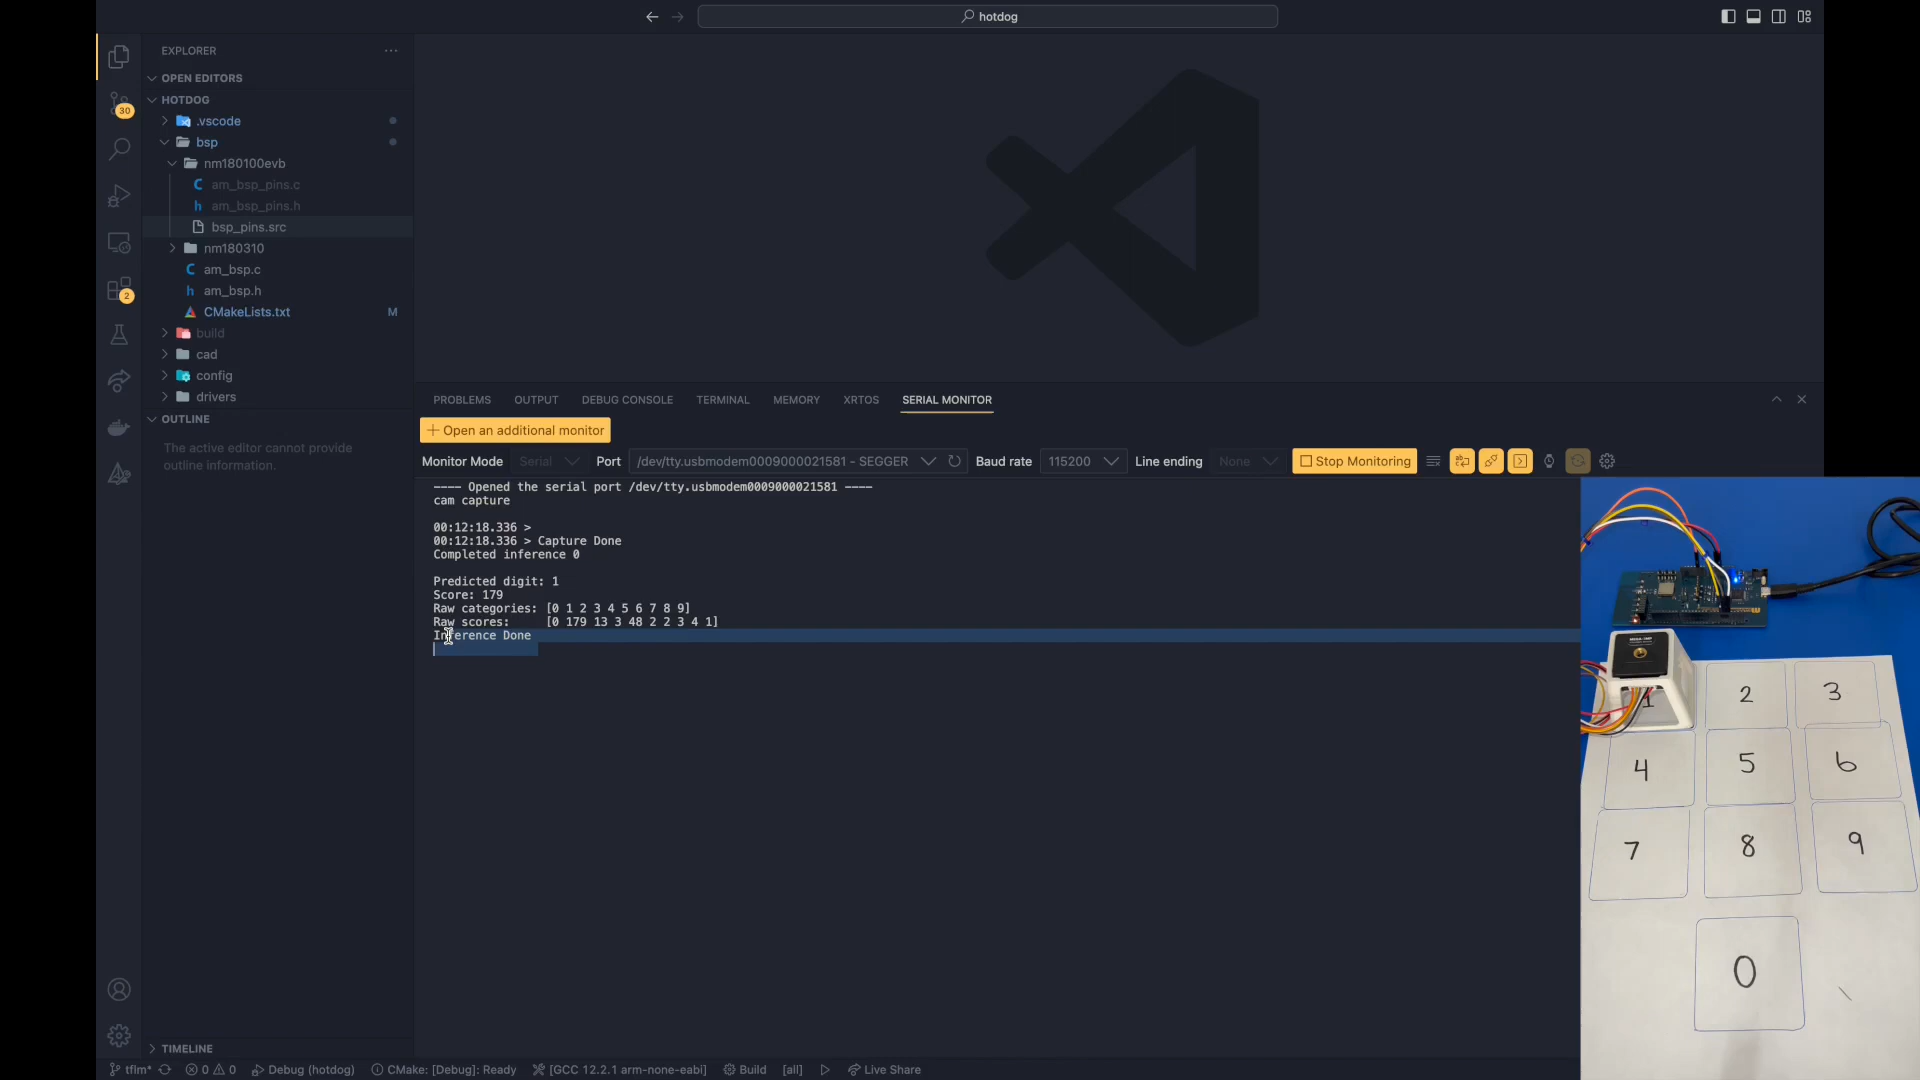 hotdog
EXPLORER
OPEN EDITORS
HOTDOG
30
.vscode
bsp
nm180100evb
C am_bsp_pins.c
h am_bsp_pins.h
bsp_pins.src
nm180310
C am_bsp.c
2
h am_bsp.h
CMakeLists.txt M
build
cad
config
drivers
OUTLINE
The active editor cannot provide
outline information.
TIMELINE
PROBLEMS OUTPUT DEBUG CONSOLE TERMINAL MEMORY XRTOS SERIAL MONITOR
Open an additional monitor
Monitor Mode Serial Port /dev/tty.usbmodem0009000021581 - SEGGER Baud rate 115200 Line ending None Stop Monitoring
---- Opened the serial port /dev/tty.usbmodem0009000021581 ----
cam capture
00:12:18.336 >
00:12:18.336 > Capture Done
Completed inference 0
Predicted digit: 1
Score: 179
Raw categories: [0 1 2 3 4 5 6 7 8 9]
Raw scores: [0 179 13 3 48 2 2 3 4 1]
Inference Done
1 2 3
4 5 6
7 8 9
0
tflm* 0 0 Debug (hotdog) CMake: [Debug]: Ready [GCC 12.2.1 arm-none-eabi] Build [all] Live Share